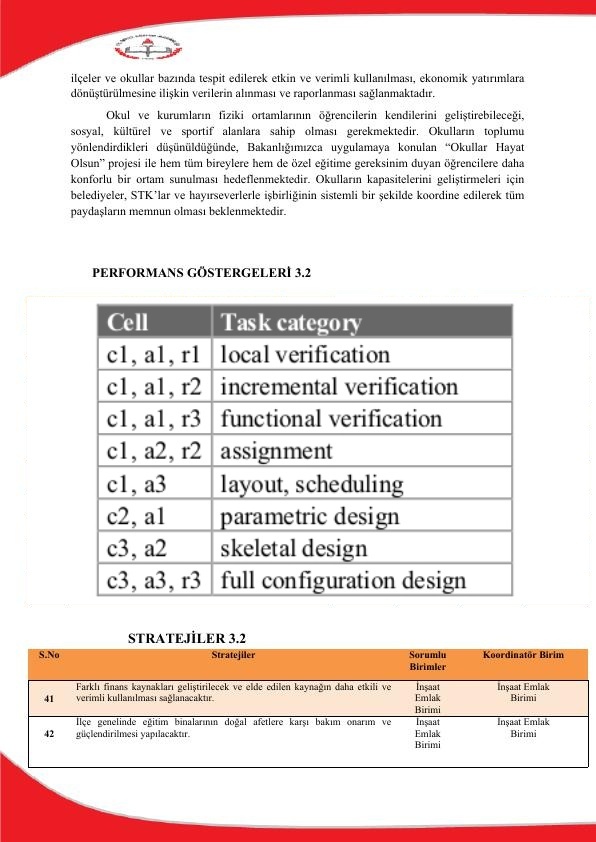 ilçeler ve okullar bazında tespit edilerek etkin ve verimli kullanılması, ekonomik yatırımlara
dönüştürülmesine ilişkin verilerin alınması ve raporlanması sağlanmaktadır.
Okul ve kurumların fiziki ortamlarının öğrencilerin kendilerini geliştirebileceği,
sosyal, kültürel ve sportif alanlara sahip olması gerekmektedir. Okulların toplumu
yönlendirdikleri düşünüldüğünde, Bakanlığımızca uygulamaya konulan “Okullar Hayat
Olsun” projesi ile hem tüm bireylere hem de özel eğitime gereksinim duyan öğrencilere daha
konforlu bir ortam sunulması hedeflenmektedir. Okulların kapasitelerini geliştirmeleri için
belediyeler, STK’lar ve hayırseverlerle işbirliğinin sistemli bir şekilde koordine edilerek tüm
paydaşların memnun olması beklenmektedir.
PERFORMANS GÖSTERGELERİ 3.2
Cell Task category
c1, a1, r1 local verification
c1, a1, r2 incremental verification
c1, a1, r3 functional verification
c1, a2, r2 assignment
c1, a3 layout, scheduling
c2, a1 parametric design
c3, a2 skeletal design
c3, a3, r3 full configuration design
STRATEJİLER 3.2
S.No Stratejiler Sorumlu Koordinatör Birim
Birimler
Farklı finans kaynakları geliştirilecek ve elde edilen kaynağın daha etkili ve İnşaat İnşaat Emlak
41 verimli kullanılması sağlanacaktır. Emlak Birimi
Birimi
İlçe genelinde eğitim binalarının doğal afetlere karşı bakım onarım ve İnşaat İnşaat Emlak
42 güçlendirilmesi yapılacaktır. Emlak Birimi
Birimi